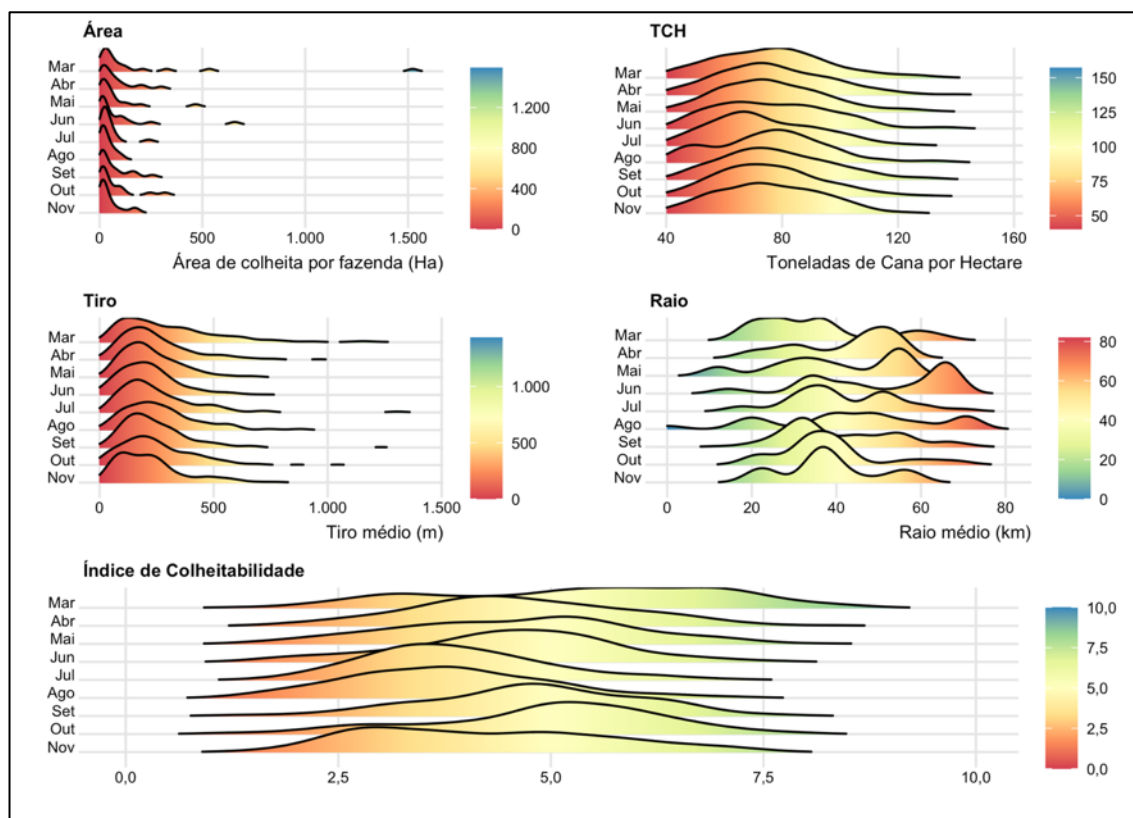 Área
Mar
Abr
Mai
Jun
Jul
Ago
Set
Out
Nov
0 500 1.000 1.500
Área de colheita por fazenda (Ha)
1.200
800
400
0
TCH
Mar
Abr
Mai
Jun
Jul
Ago
Set
Out
Nov
40 80 120 160
Toneladas de Cana por Hectare
150
125
100
75
50
Tiro
Mar
Abr
Mai
Jun
Jul
Ago
Set
Out
Nov
0 500 1.000 1.500
Tiro médio (m)
1.000
500
0
Raio
Mar
Abr
Mai
Jun
Jul
Ago
Set
Out
Nov
0 20 40 60 80
Raio médio (km)
80
60
40
20
0
Índice de Colheitabilidade
Mar
Abr
Mai
Jun
Jul
Ago
Set
Out
Nov
0,0 2,5 5,0 7,5 10,0
10,0
7,5
5,0
2,5
0,0